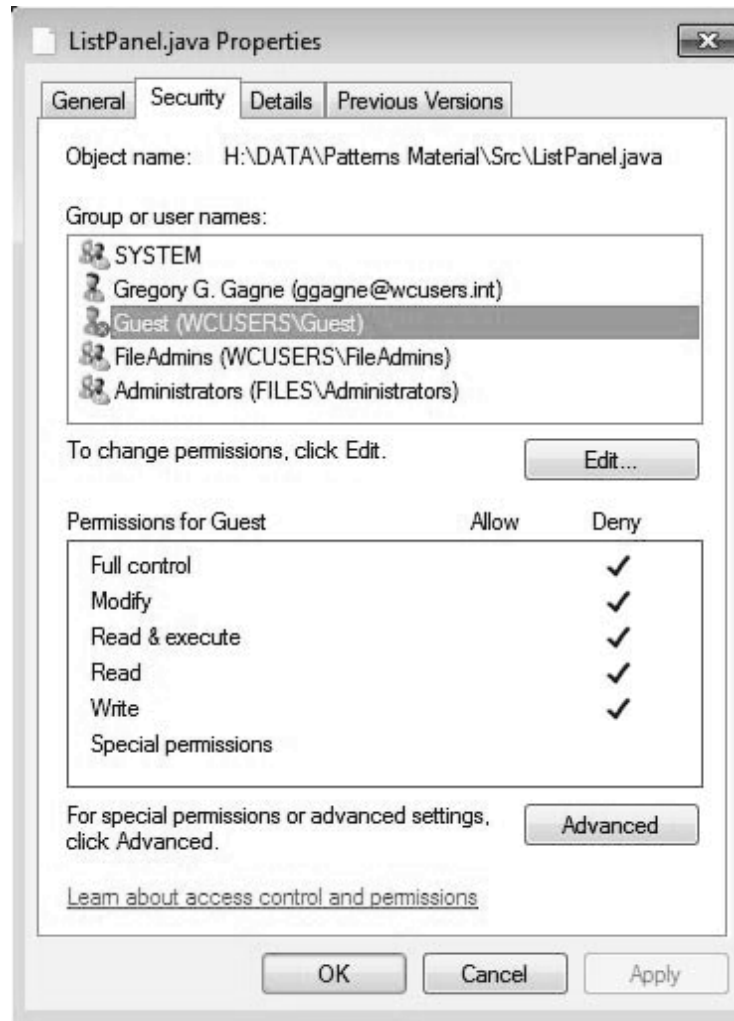 ListPanel.java Properties
General Security Details Previous Versions
Object name: H:\DATA\Patterns Material\Src\ListPanel.java
Group or user names:
SYSTEM
Gregory G. Gagne (ggagne@wcusers.int)
Guest (WCUSERS\Guest)
FileAdmins (WCUSERS\FileAdmins)
Administrators (FILES\Administrators)
To change permissions, click Edit.
Edit...
Permissions for Guest Allow Deny
Full control
Modify
Read & execute
Read
Write
Special permissions
For special permissions or advanced settings,
click Advanced.
Advanced
Learn about access control and permissions
OK Cancel Apply